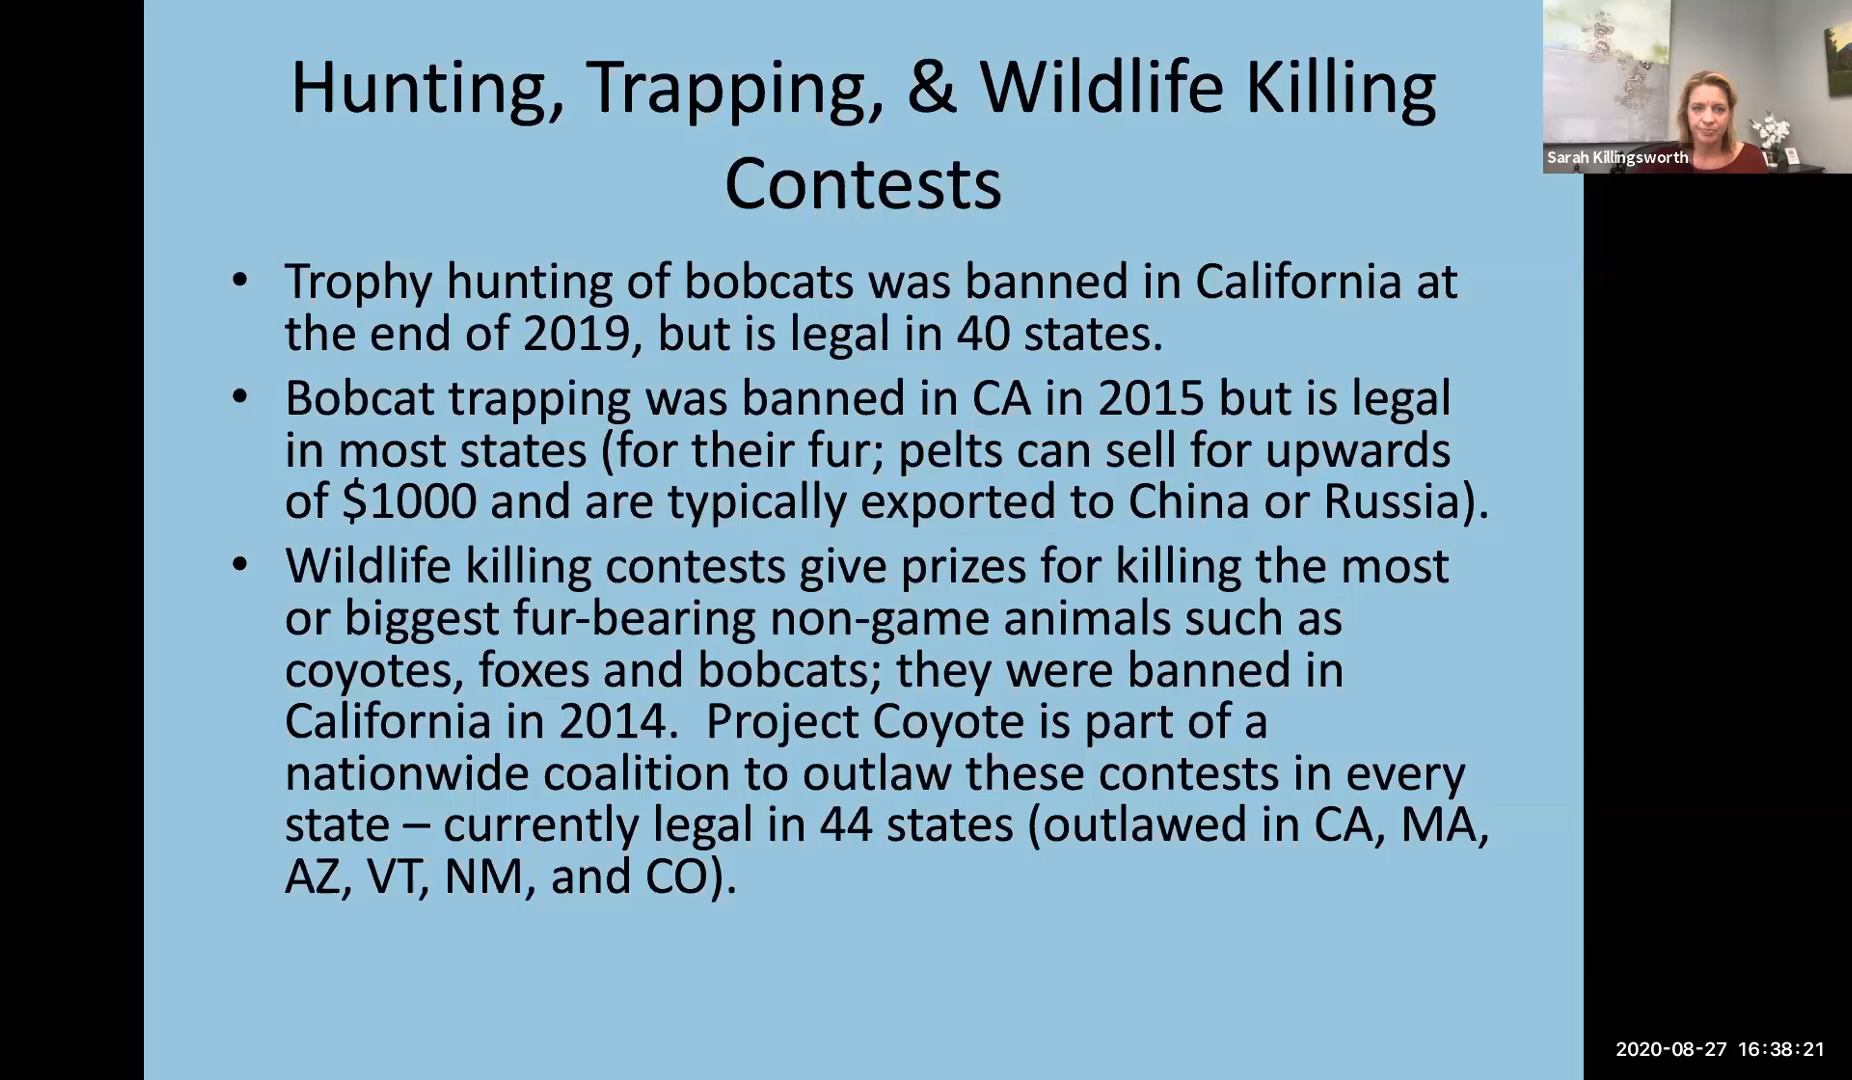 Hunting, Trapping, & Wildlife Killing
Contests
• Trophy hunting of bobcats was banned in California at
the end of 2019, but is legal in 40 states.
• Bobcat trapping was banned in CA in 2015 but is legal
in most states (for their fur; pelts can sell for upwards
of $1000 and are typically exported to China or Russia).
• Wildlife killing contests give prizes for killing the most
or biggest fur-bearing non-game animals such as
coyotes, foxes and bobcats; they were banned in
California in 2014.  Project Coyote is part of a
nationwide coalition to outlaw these contests in every
state – currently legal in 44 states (outlawed in CA, MA,
AZ, VT, NM, and CO).
Sarah Killingsworth
2020-08-27 16:38:21